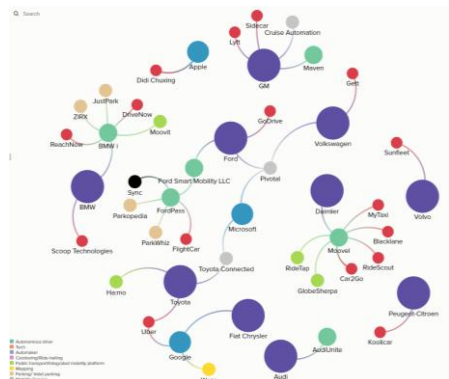 Search
Sidecar
Cruise Automation
Lyft
GM
Apple
Maven
Didi Chuxing
Gett
JustPark
ZIRX
DriveNow
GoDrive
Moovit
ReachNow
BMW i
Volkswagen
Ford
Sunfleet
Ford Smart Mobility LLC
Pivotal
Sync
BMW
FordPass
Daimler
Parkopedia
MyTaxi
Volvo
Microsoft
ParkWhiz
Blacklane
Scoop Technologies
FlightCar
Moovel
RideTap
RideScout
Toyota Connected
Car2Go
GlobeSherpa
Ha:mo
Toyota
Peugeot-Citroen
Uber
Fiat Chrysler
Koolicar
Google
AudiUnite
Audi
Autonomous drive
Tech
Automaker
Carsharing/Ride-hailing
Public transport/Integrated mobility platform
Mapping
Parking/ Valet parking